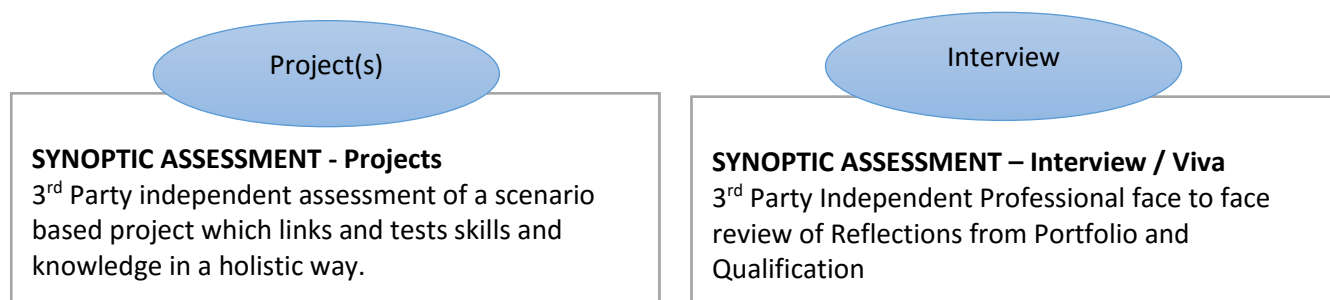 Project(s)
SYNOPTIC ASSESSMENT - Projects
3rd Party independent assessment of a scenario
based project which links and tests skills and
knowledge in a holistic way.
Interview
SYNOPTIC ASSESSMENT – Interview / Viva
3rd Party Independent Professional face to face
review of Reflections from Portfolio and
Qualification